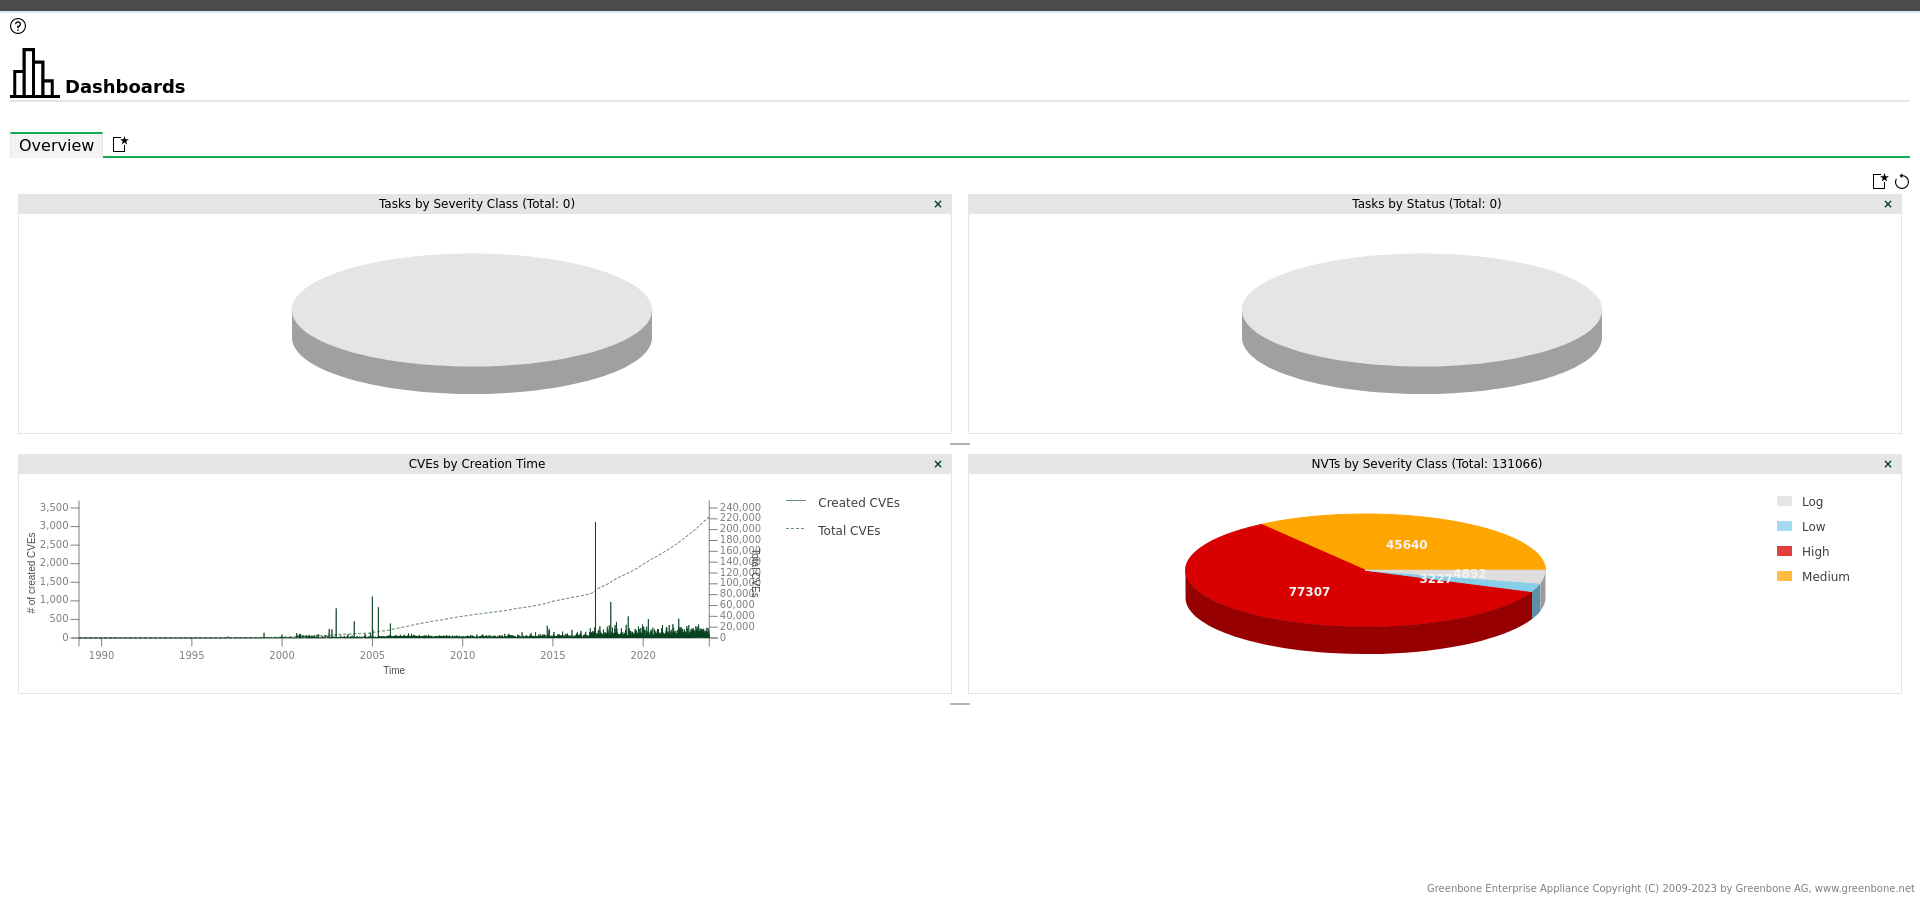 Dashboards
Overview
Tasks by Severity Class (Total: 0) ×
Tasks by Status (Total: 0) ×
CVEs by Creation Time ×
3,500
3,000
2,500
2,000
1,500
1,000
500
0
# of created CVEs
240,000
220,000
200,000
180,000
160,000
140,000
120,000
100,000
80,000
60,000
40,000
20,000
0
Total CVEs
1990 1995 2000 2005 2010 2015 2020
Time
Created CVEs
Total CVEs
NVTs by Severity Class (Total: 131066) ×
45640
4892
3227
77307
Log
Low
High
Medium
Greenbone Enterprise Appliance Copyright (C) 2009-2023 by Greenbone AG, www.greenbone.net